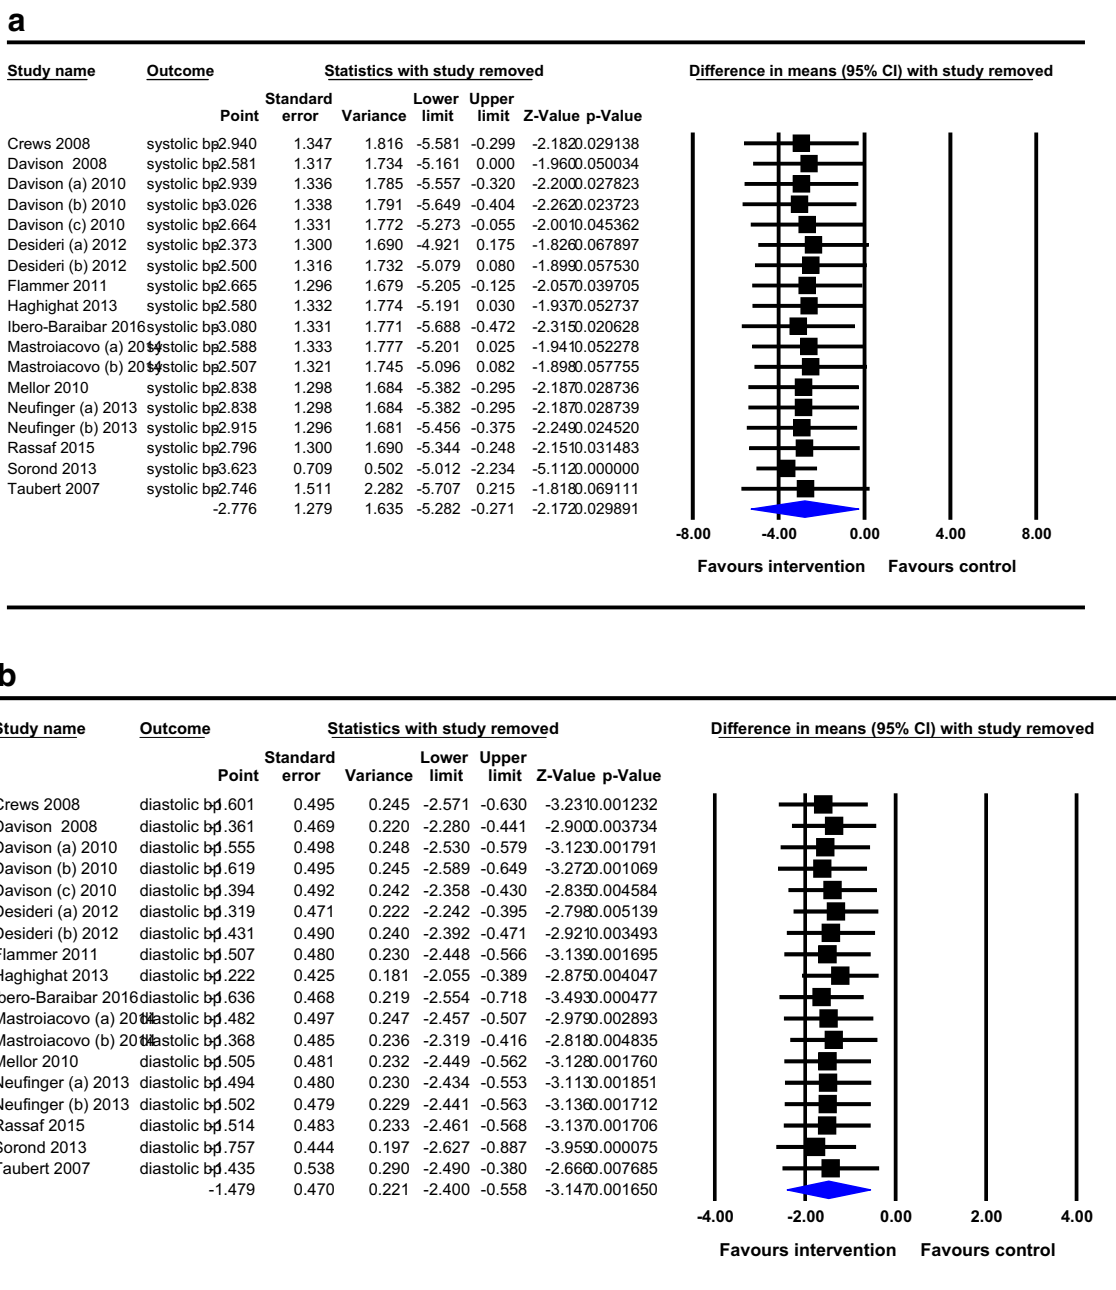 a
Study name Outcome Statistics with study removed Difference in means (95% CI) with study removed
Standard Lower Upper
Point error Variance limit limit Z-Value p-Value
Crews 2008 systolic bp -2.940 1.347 1.816 -5.581 -0.299 -2.182 0.029138
Davison 2008 systolic bp -2.581 1.317 1.734 -5.161 0.000 -1.960 0.050034
Davison (a) 2010 systolic bp -2.939 1.336 1.785 -5.557 -0.320 -2.200 0.027823
Davison (b) 2010 systolic bp -3.026 1.338 1.791 -5.649 -0.404 -2.262 0.023723
Davison (c) 2010 systolic bp -2.664 1.331 1.772 -5.273 -0.055 -2.001 0.045362
Desideri (a) 2012 systolic bp -2.373 1.300 1.690 -4.921 0.175 -1.826 0.067897
Desideri (b) 2012 systolic bp -2.500 1.316 1.732 -5.079 0.080 -1.899 0.057530
Flammer 2011 systolic bp -2.665 1.296 1.679 -5.205 -0.125 -2.057 0.039705
Haghighat 2013 systolic bp -2.580 1.332 1.774 -5.191 0.030 -1.937 0.052737
Ibero-Baraibar 2016 systolic bp -3.080 1.331 1.771 -5.688 -0.472 -2.315 0.020628
Mastroiacovo (a) 2014 systolic bp -2.588 1.333 1.777 -5.201 0.025 -1.941 0.052278
Mastroiacovo (b) 2014 systolic bp -2.507 1.321 1.745 -5.096 0.082 -1.898 0.057755
Mellor 2010 systolic bp -2.838 1.298 1.684 -5.382 -0.295 -2.187 0.028736
Neufinger (a) 2013 systolic bp -2.838 1.298 1.684 -5.382 -0.295 -2.187 0.028739
Neufinger (b) 2013 systolic bp -2.915 1.296 1.681 -5.456 -0.375 -2.249 0.024520
Rassaf 2015 systolic bp -2.796 1.300 1.690 -5.344 -0.248 -2.151 0.031483
Sorond 2013 systolic bp -3.623 0.709 0.502 -5.012 -2.234 -5.112 0.000000
Taubert 2007 systolic bp -2.746 1.511 2.282 -5.707 0.215 -1.818 0.069111
-2.776 1.279 1.635 -5.282 -0.271 -2.172 0.029891
-8.00 -4.00 0.00 4.00 8.00
Favours intervention Favours control
b
Study name Outcome Statistics with study removed Difference in means (95% CI) with study removed
Standard Lower Upper
Point error Variance limit limit Z-Value p-Value
Crews 2008 diastolic bp -1.601 0.495 0.245 -2.571 -0.630 -3.231 0.001232
Davison 2008 diastolic bp -1.361 0.469 0.220 -2.280 -0.441 -2.900 0.003734
Davison (a) 2010 diastolic bp -1.555 0.498 0.248 -2.530 -0.579 -3.123 0.001791
Davison (b) 2010 diastolic bp -1.619 0.495 0.245 -2.589 -0.649 -3.272 0.001069
Davison (c) 2010 diastolic bp -1.394 0.492 0.242 -2.358 -0.430 -2.835 0.004584
Desideri (a) 2012 diastolic bp -1.319 0.471 0.222 -2.242 -0.395 -2.798 0.005139
Desideri (b) 2012 diastolic bp -1.431 0.490 0.240 -2.392 -0.471 -2.921 0.003493
Flammer 2011 diastolic bp -1.507 0.480 0.230 -2.448 -0.566 -3.139 0.001695
Haghighat 2013 diastolic bp -1.222 0.425 0.181 -2.055 -0.389 -2.875 0.004047
Ibero-Baraibar 2016 diastolic bp -1.636 0.468 0.219 -2.554 -0.718 -3.493 0.000477
Mastroiacovo (a) 2014 diastolic bp -1.482 0.497 0.247 -2.457 -0.507 -2.979 0.002893
Mastroiacovo (b) 2014 diastolic bp -1.368 0.485 0.236 -2.319 -0.416 -2.818 0.004835
Mellor 2010 diastolic bp -1.505 0.481 0.232 -2.449 -0.562 -3.128 0.001760
Neufinger (a) 2013 diastolic bp -1.494 0.480 0.230 -2.434 -0.553 -3.113 0.001851
Neufinger (b) 2013 diastolic bp -1.502 0.479 0.229 -2.441 -0.563 -3.136 0.001712
Rassaf 2015 diastolic bp -1.514 0.483 0.233 -2.461 -0.568 -3.137 0.001706
Sorond 2013 diastolic bp -1.757 0.444 0.197 -2.627 -0.887 -3.959 0.000075
Taubert 2007 diastolic bp -1.435 0.538 0.290 -2.490 -0.380 -2.666 0.007685
-1.479 0.470 0.221 -2.400 -0.558 -3.147 0.001650
-4.00 -2.00 0.00 2.00 4.00
Favours intervention Favours control